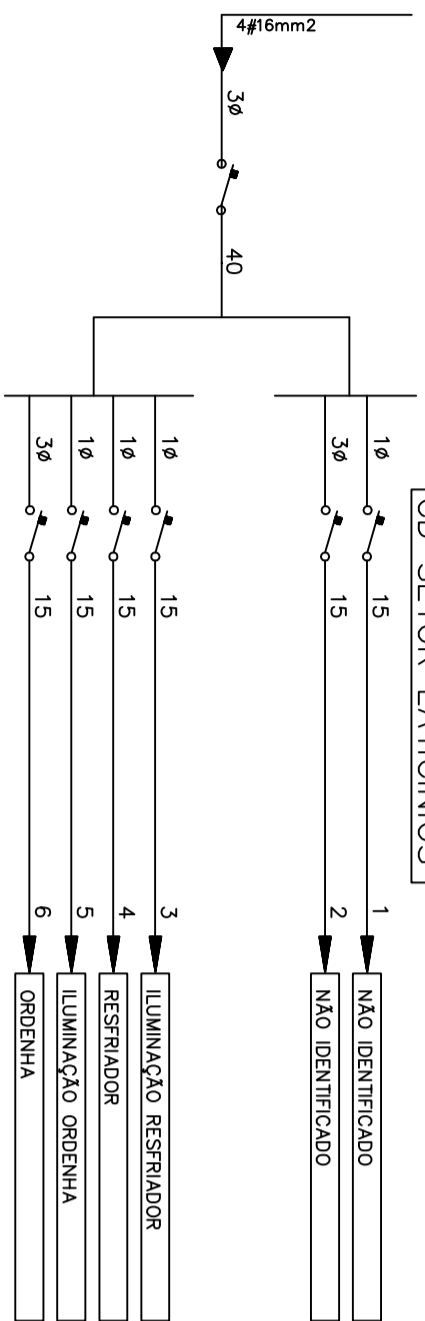 4#16mm2
3ø
40
1ø 15 1 NÃO IDENTIFICADO
3ø 15 2 NÃO IDENTIFICADO
1ø 15 3 ILUMINAÇÃO RESFRIADOR
1ø 15 4 RESFRIADOR
1ø 15 5 ILUMINAÇÃO ORDENHA
3ø 15 6 ORDENHA